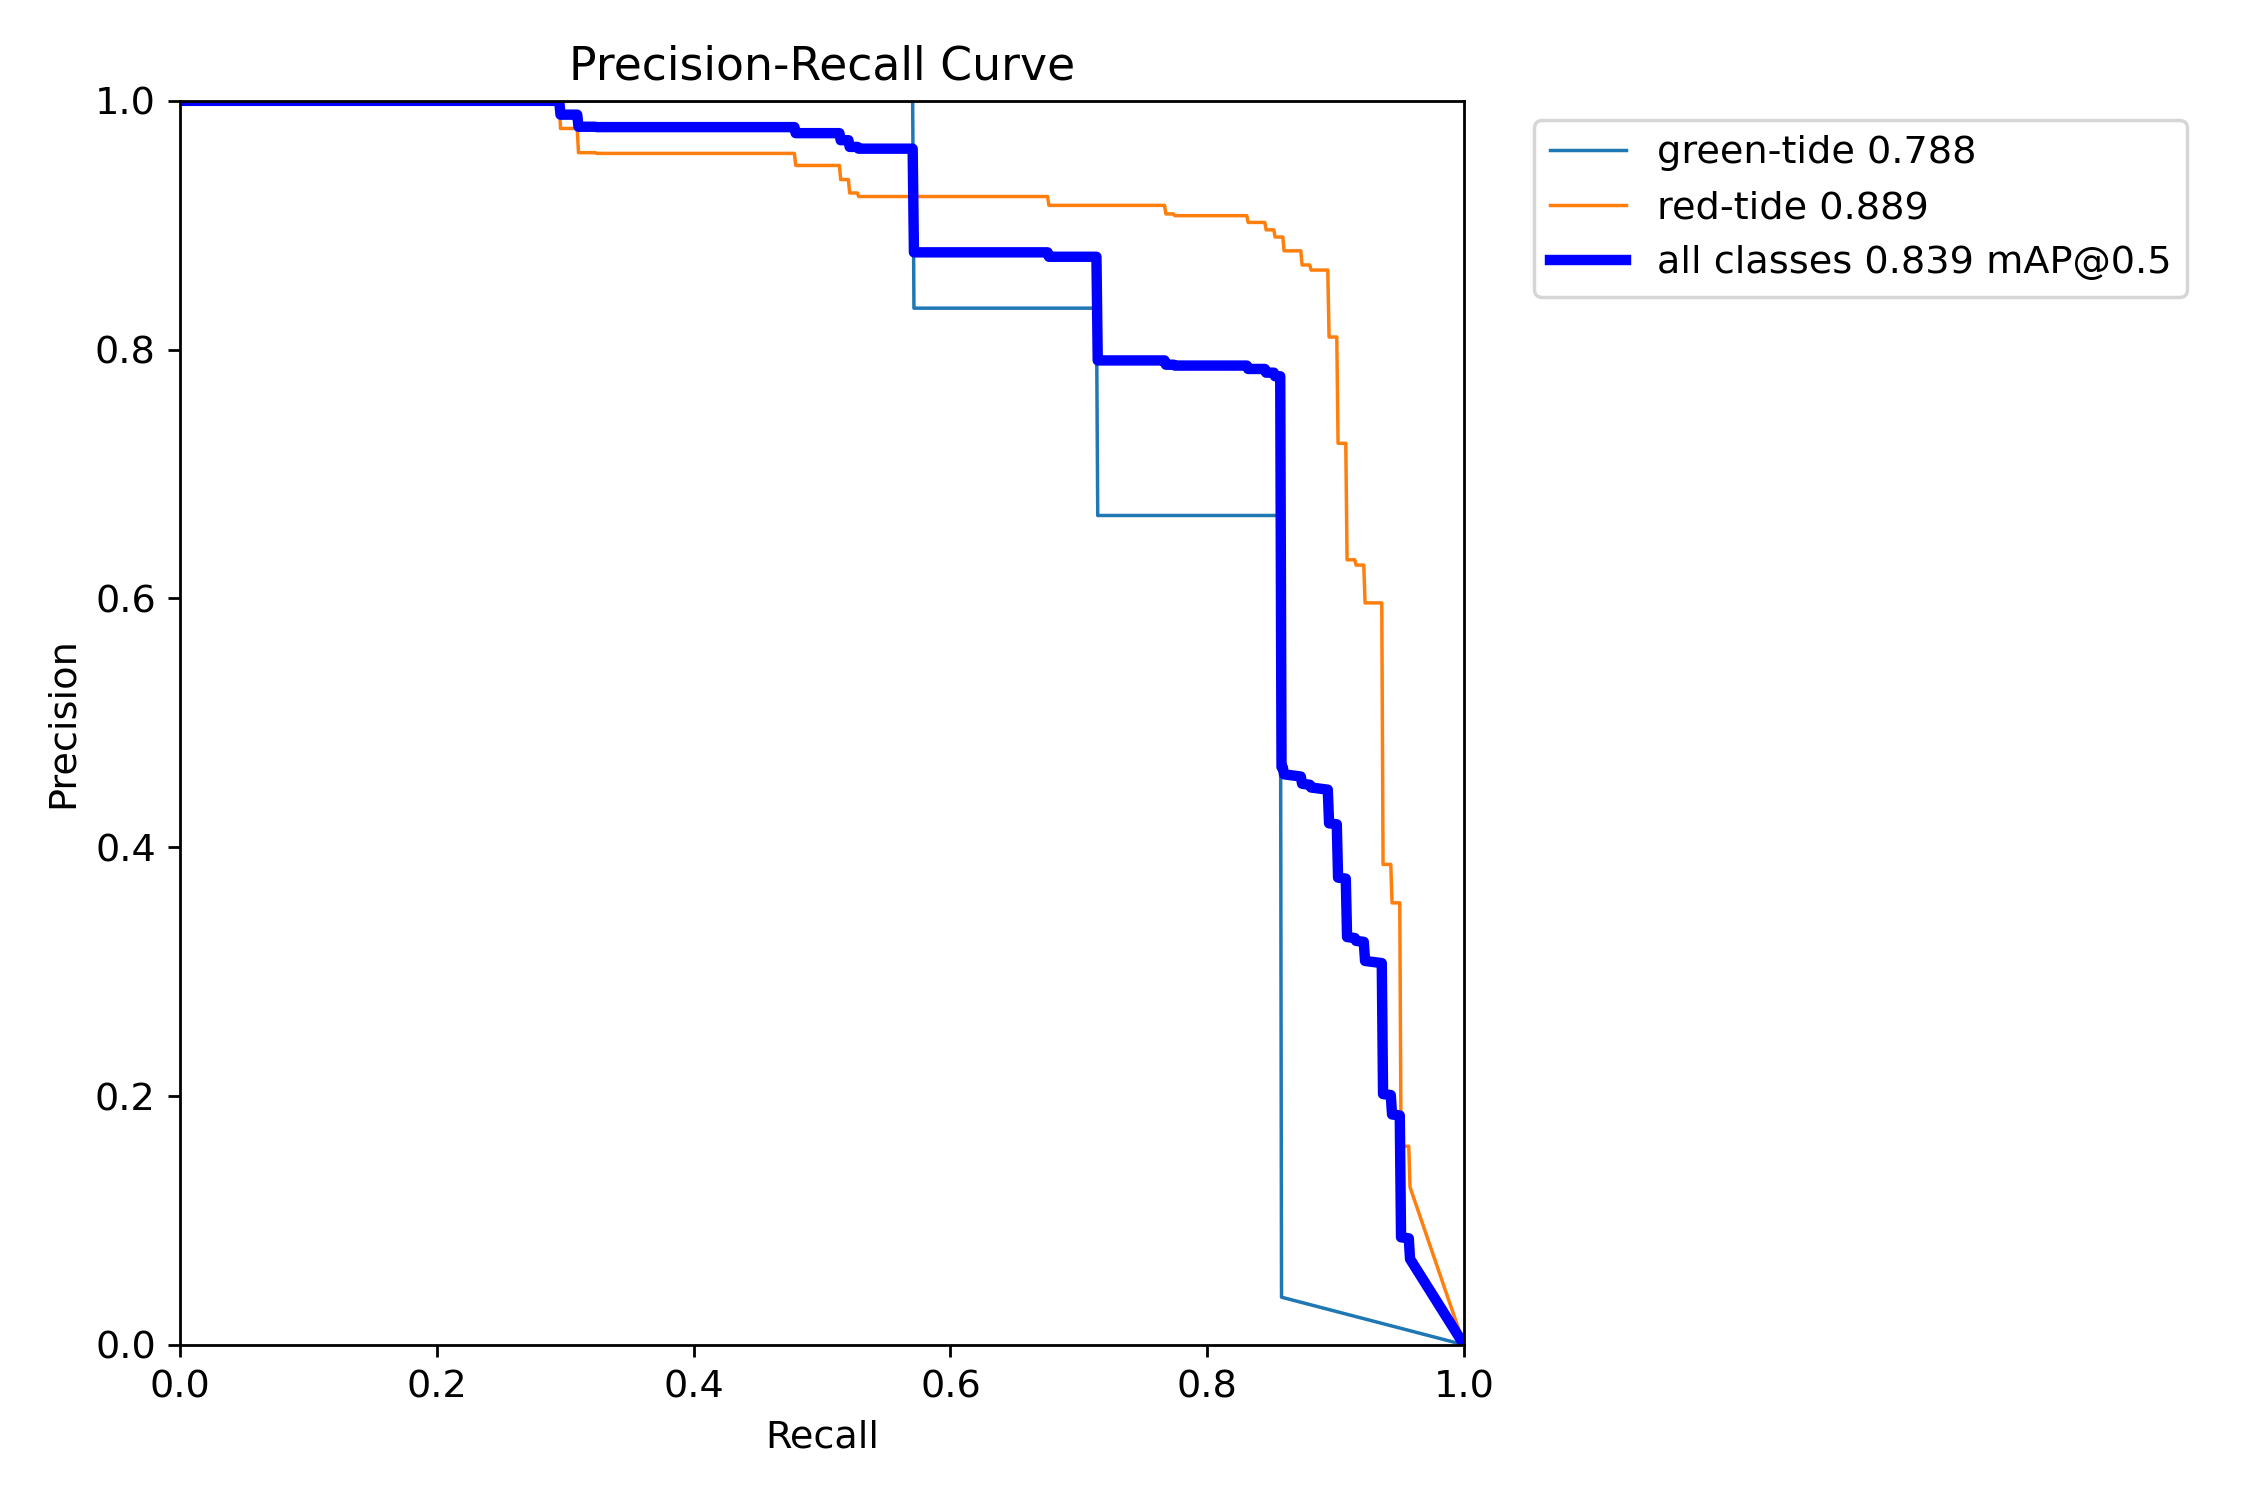 Precision-Recall Curve
1.0
0.8
0.6
0.4
0.2
0.0
Precision
0.0 0.2 0.4 0.6 0.8 1.0
Recall
green-tide 0.788
red-tide 0.889
all classes 0.839 mAP@0.5